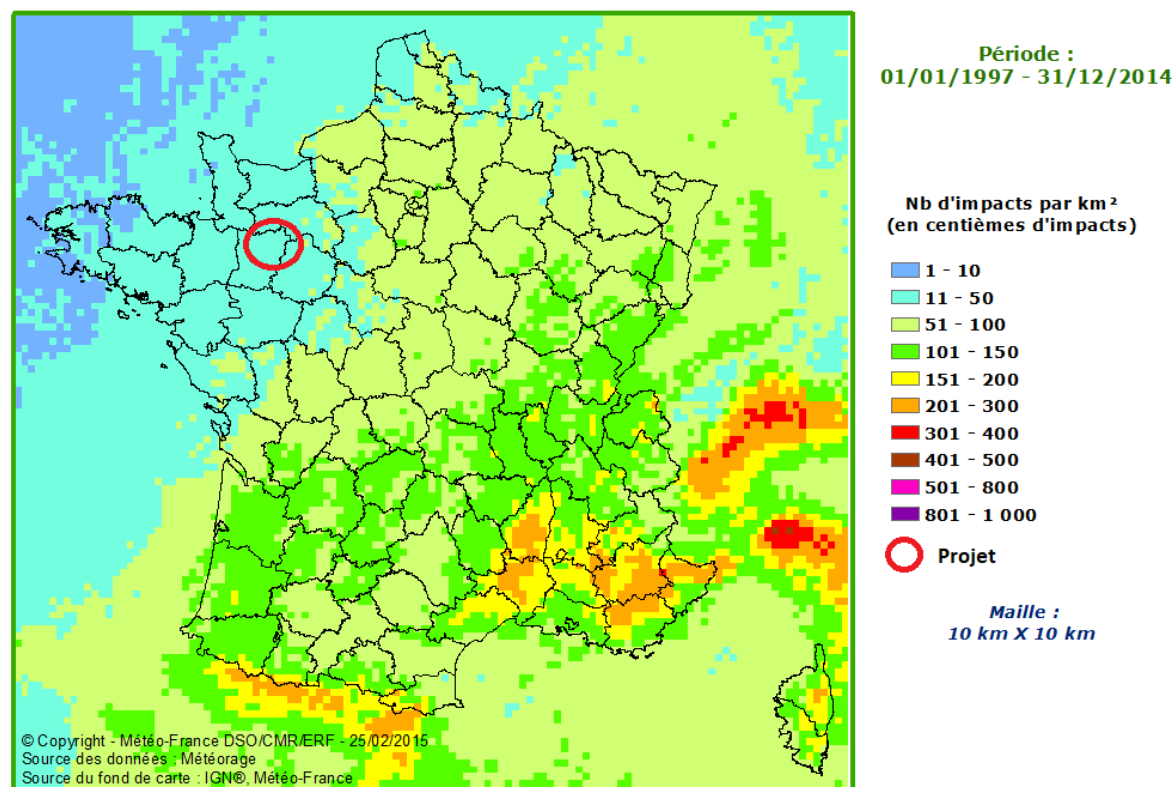 Période :
01/01/1997 - 31/12/2014
Nb d'impacts par km²
(en centièmes d'impacts)
1 - 10
11 - 50
51 - 100
101 - 150
151 - 200
201 - 300
301 - 400
401 - 500
501 - 800
801 - 1 000
Projet
Maille :
10 km X 10 km
© Copyright - Météo-France DSO/CMR/ERF - 25/02/2015
Source des données : Météorage
Source du fond de carte : IGN®, Météo-France